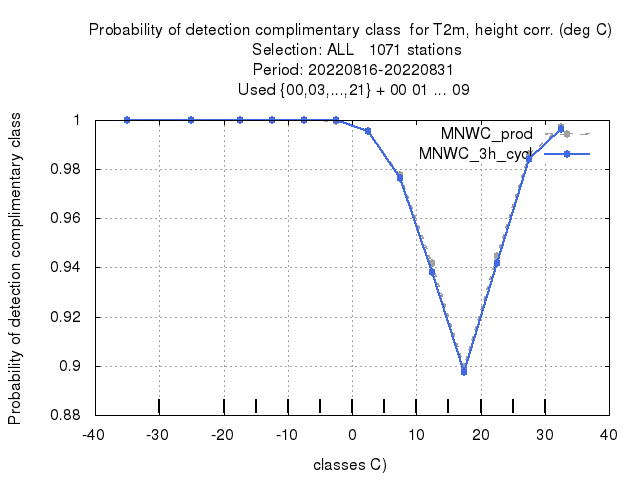 Probability of detection complimentary class  for T2m, height corr. (deg C)
Selection: ALL   1071 stations
Period: 20220816-20220831
Used {00,03,...,21} + 00 01 ... 09
Probability of detection complimentary class
1
0.98
0.96
0.94
0.92
0.9
0.88
MNWC_prod
MNWC_3h_cycl
-40 -30 -20 -10 0 10 20 30 40
classes C)